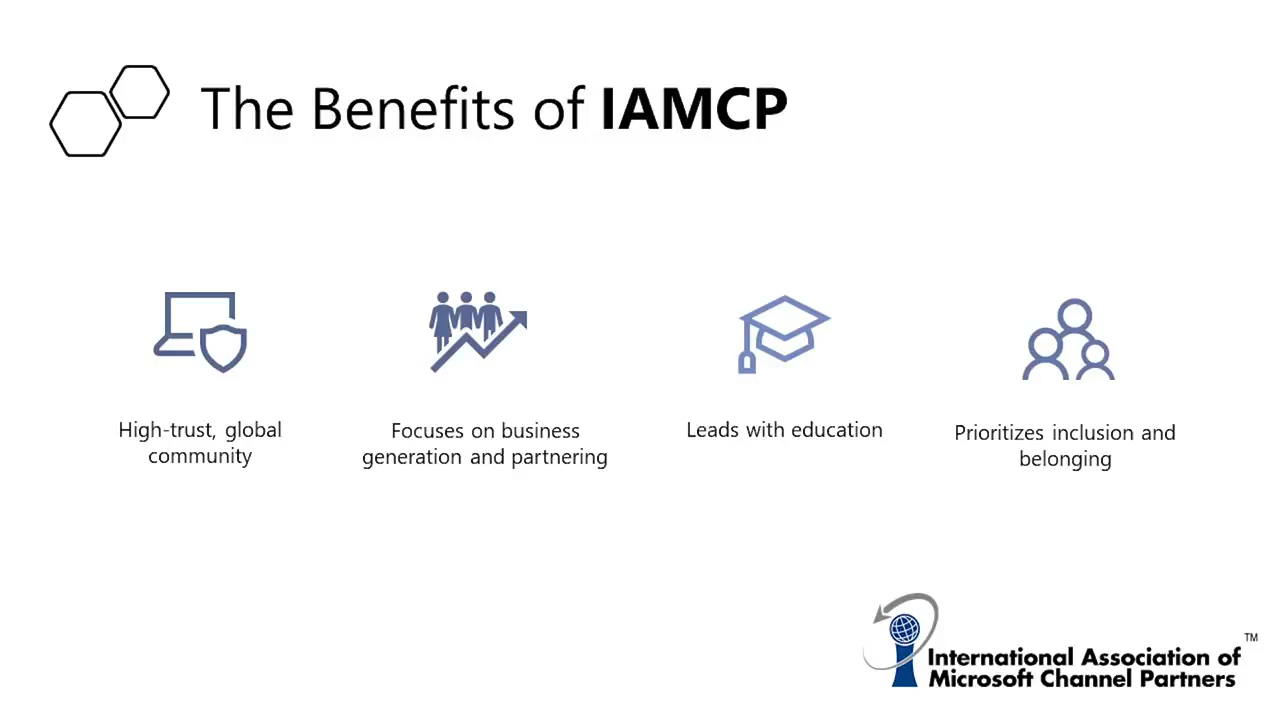 The Benefits of IAMCP
High-trust, global
community
Focuses on business
generation and partnering
Leads with education
Prioritizes inclusion and
belonging
International Association of
Microsoft Channel Partners
TM